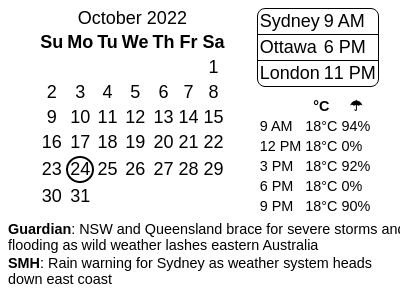 October 2022
Su Mo Tu We Th Fr Sa
1
2 3 4 5 6 7 8
9 10 11 12 13 14 15
16 17 18 19 20 21 22
23 24 25 26 27 28 29
30 31
Sydney 9 AM
Ottawa 6 PM
London 11 PM
°C ☂
9 AM 18°C 94%
12 PM 18°C 0%
3 PM 18°C 92%
6 PM 18°C 0%
9 PM 18°C 90%
Guardian: NSW and Queensland brace for severe storms and
flooding as wild weather lashes eastern Australia
SMH: Rain warning for Sydney as weather system heads
down east coast